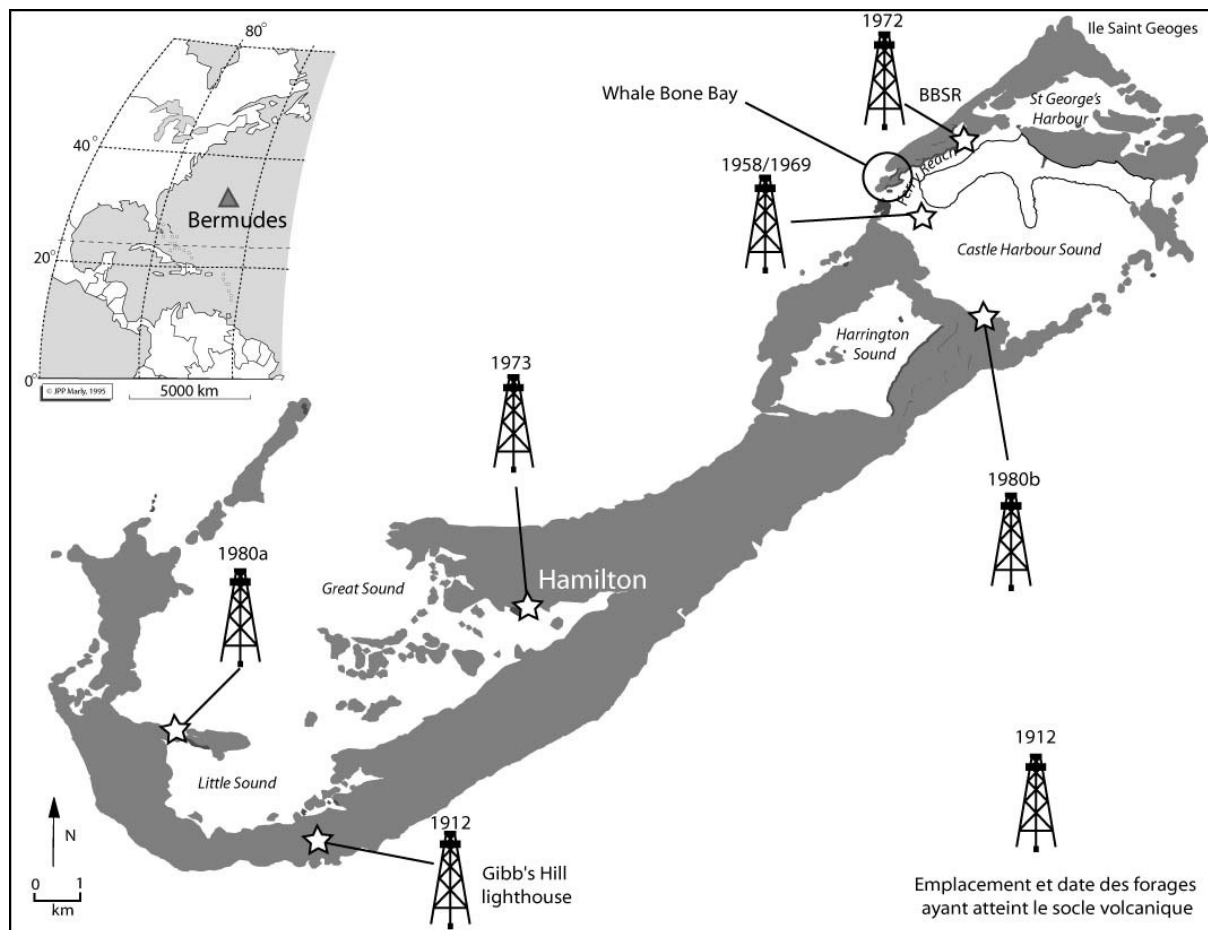 80°
40°
Bermudes
20°
0°
© JPP Marly, 1995
5000 km
1972
Ile Saint Geoges
Whale Bone Bay
BBSR
St George's
Harbour
1958/1969
Ferry Reach
Castle Harbour Sound
Harrington
Sound
1973
1980b
1980a
Great Sound
Hamilton
Little Sound
1912
Gibb's Hill
lighthouse
N
0 1
km
1912
Emplacement et date des forages
ayant atteint le socle volcanique